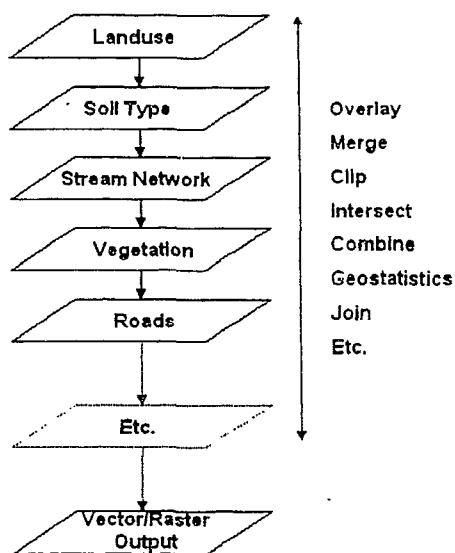 Landuse
Soil Type
Stream Network
Vegetation
Roads
Etc.
Vector/Raster
Output
Overlay
Merge
Clip
Intersect
Combine
Geostatistics
Join
Etc.